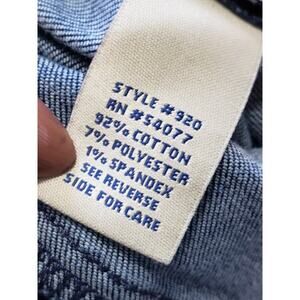 STYLE #920
RN #54077
92% COTTON
7% POLYESTER
1% SPANDEX
SEE REVERSE
SIDE FOR CARE